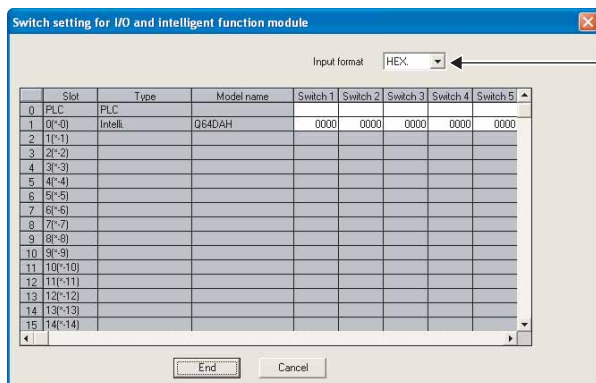 Switch setting for I/O and intelligent function module
Input format HEX.
Slot Type Model name Switch 1 Switch 2 Switch 3 Switch 4 Switch 5
0 PLC PLC
1 0(*-0) Intelli. Q64DAH 0000 0000 0000 0000 0000
2 1(*-1)
3 2(*-2)
4 3(*-3)
5 4(*-4)
6 5(*-5)
7 6(*-6)
8 7(*-7)
9 8(*-8)
10 9(*-9)
11 10(*-10)
12 11(*-11)
13 12(*-12)
14 13(*-13)
15 14(*-14)
End Cancel